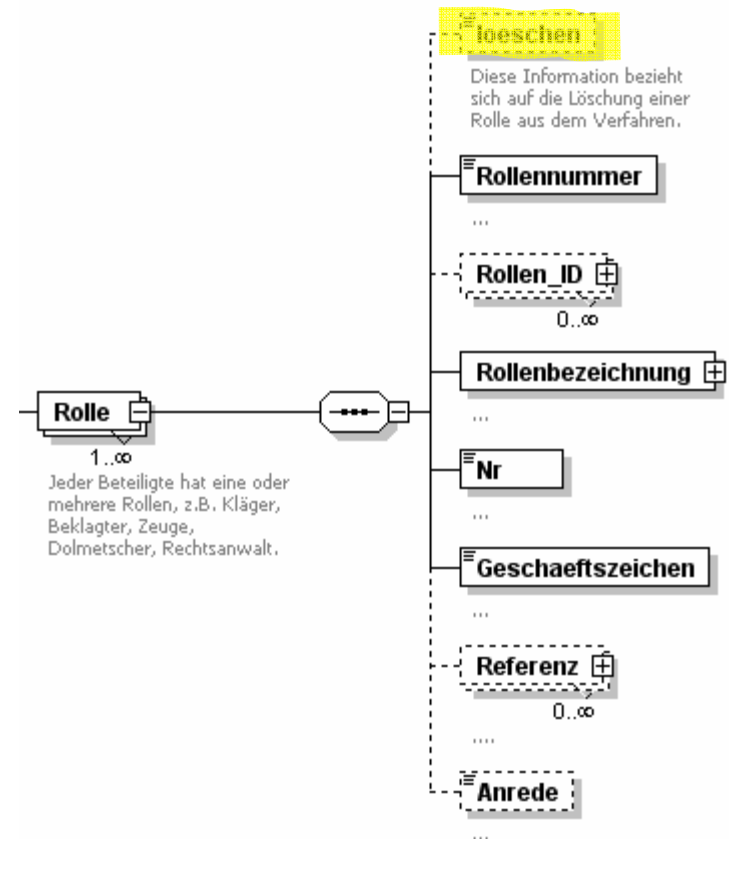 loeschen
Diese Information bezieht
sich auf die Löschung einer
Rolle aus dem Verfahren.
Rollennummer
...
Rollen_ID
0..∞
Rollenbezeichnung
...
Rolle
1..∞
Jeder Beteiligte hat eine oder
mehrere Rollen, z.B. Kläger,
Beklagter, Zeuge,
Dolmetscher, Rechtsanwalt.
Nr
...
Geschaeftszeichen
...
Referenz
0..∞
....
Anrede
...